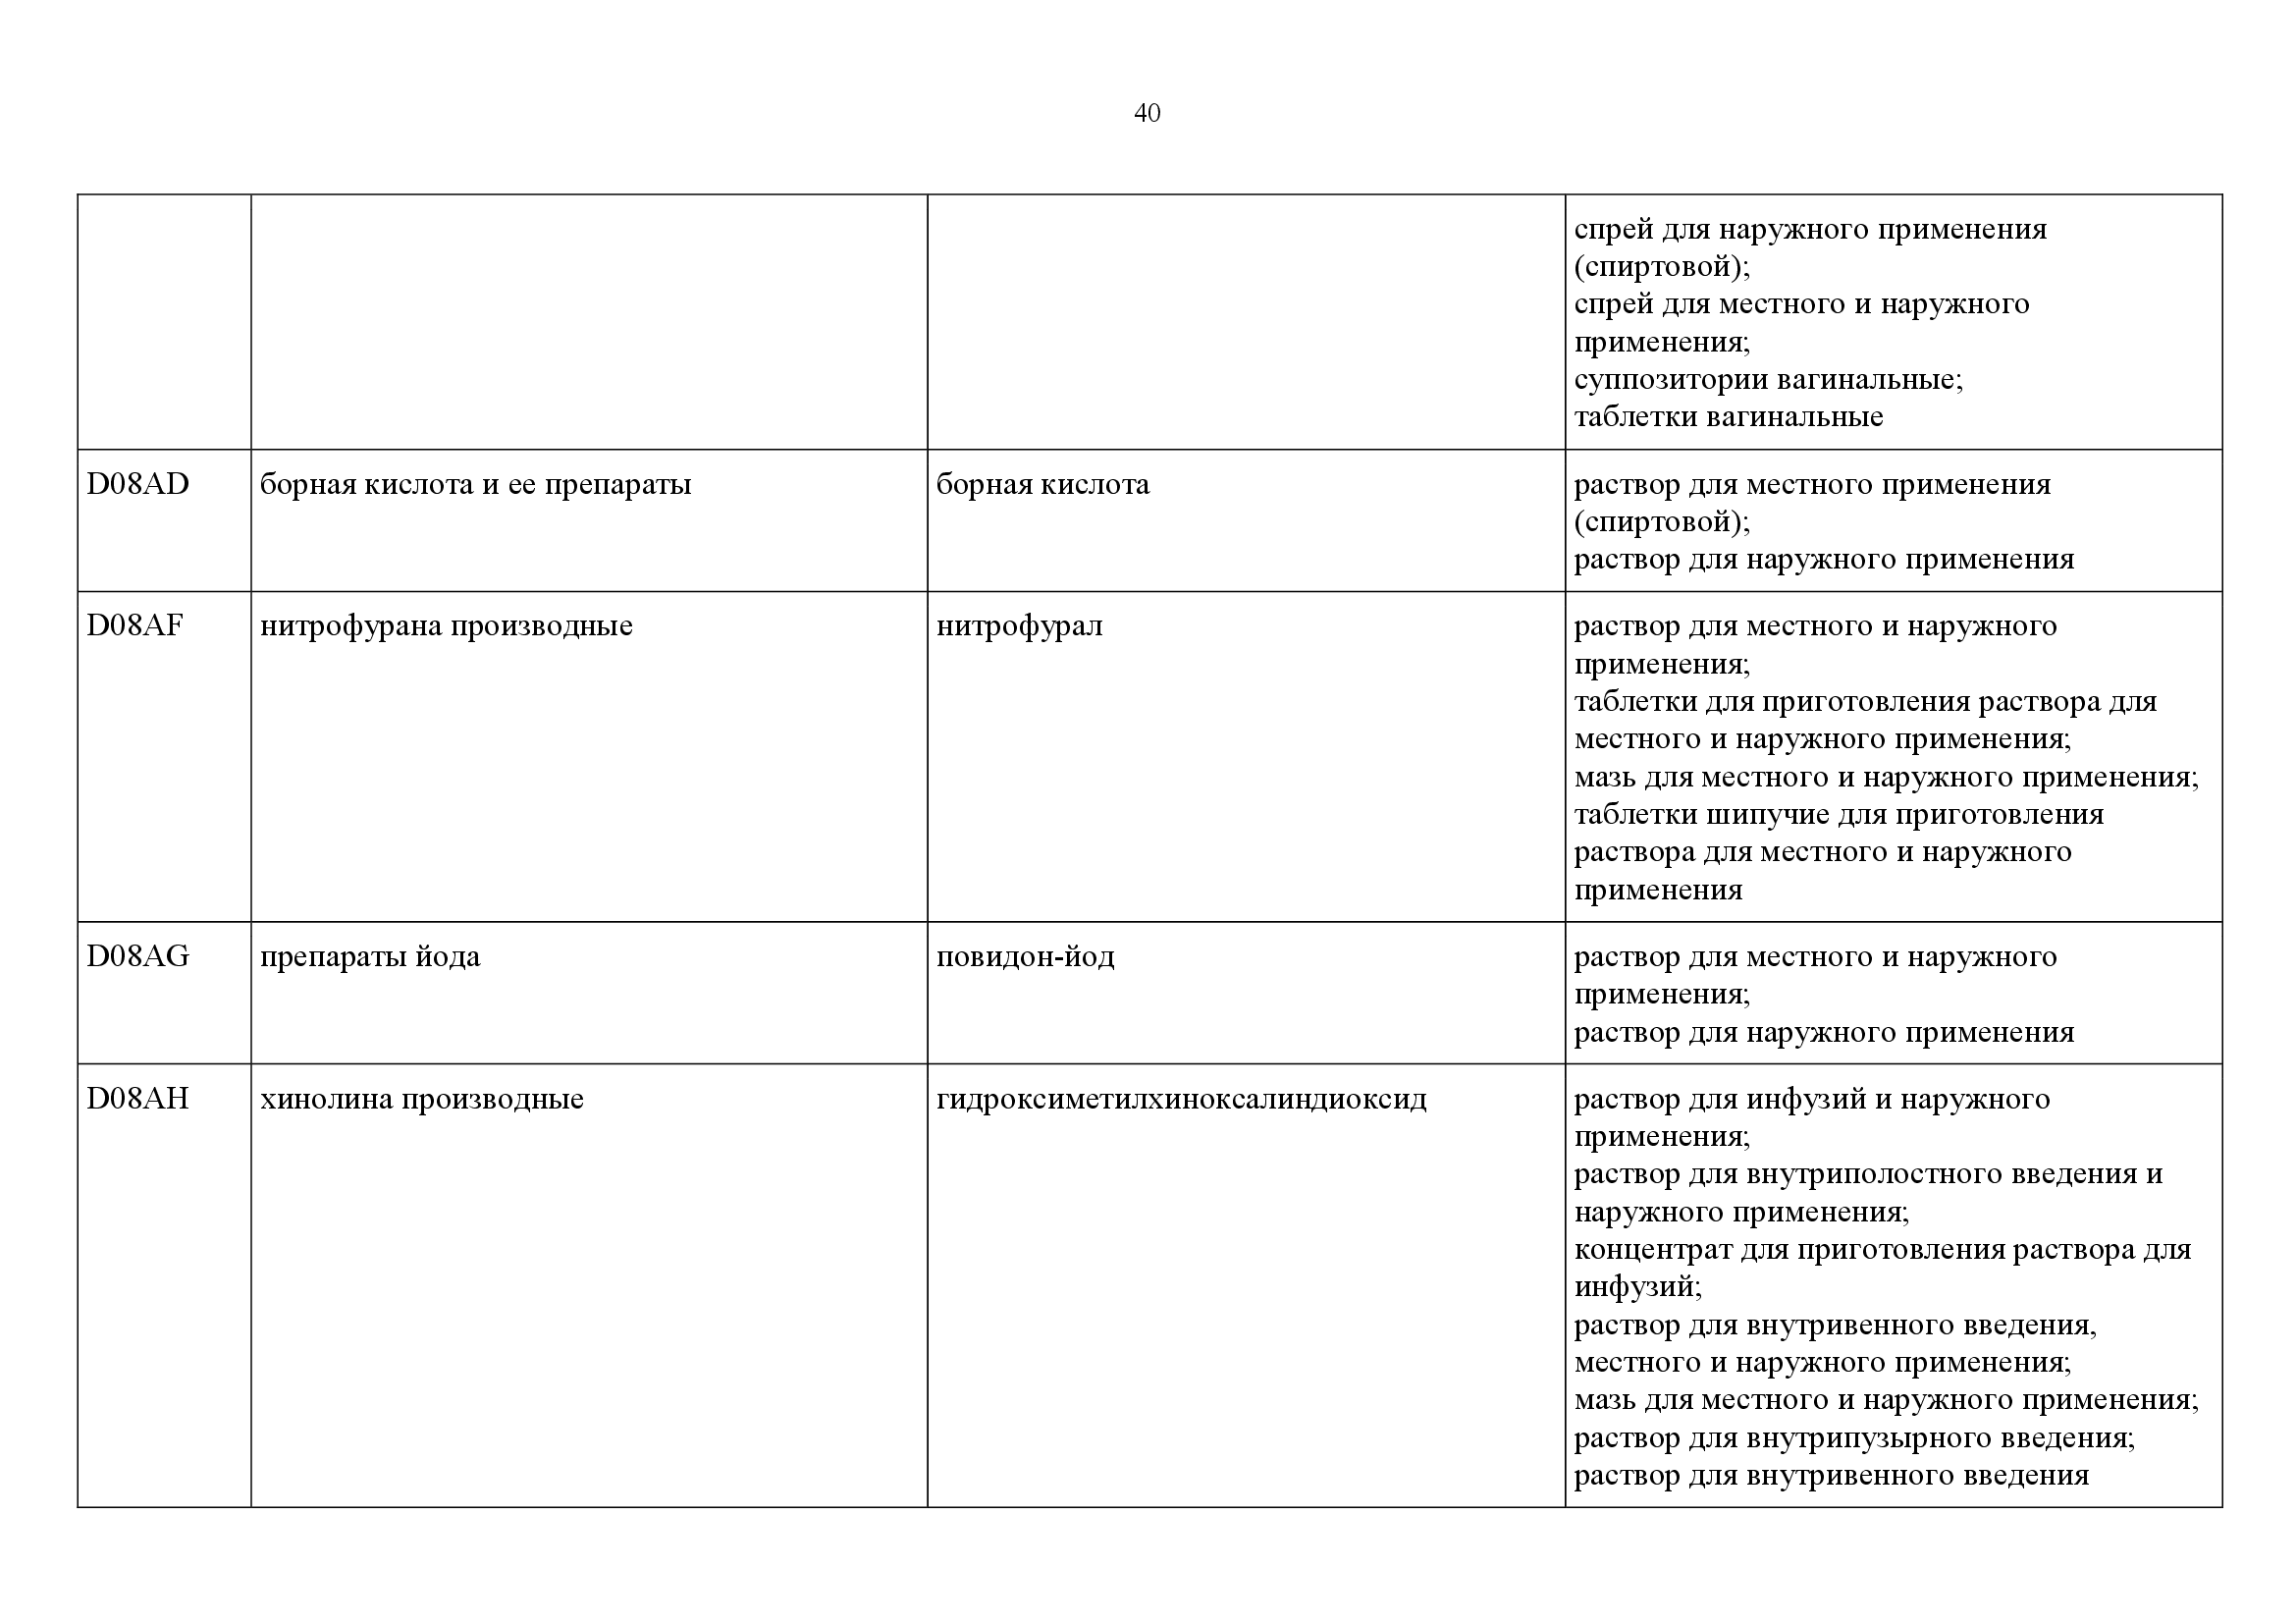 40
спрей для наружного применения
(спиртовой);
спрей для местного и наружного
применения;
суппозитории вагинальные;
таблетки вагинальные
D08AD
борная кислота и ее препараты
борная кислота
раствор для местного применения
(спиртовой);
раствор для наружного применения
D08AF
нитрофурана производные
нитрофурал
раствор для местного и наружного
применения;
таблетки для приготовления раствора для
местного и наружного применения;
мазь для местного и наружного применения;
таблетки шипучие для приготовления
раствора для местного и наружного
применения
D08AG
препараты йода
повидон-йод
раствор для местного и наружного
применения;
раствор для наружного применения
D08AH
хинолина производные
гидроксиметилхиноксалиндиоксид
раствор для инфузий и наружного
применения;
раствор для внутриполостного введения и
наружного применения;
концентрат для приготовления раствора для
инфузий;
раствор для внутривенного введения,
местного и наружного применения;
мазь для местного и наружного применения;
раствор для внутрипузырного введения;
раствор для внутривенного введения